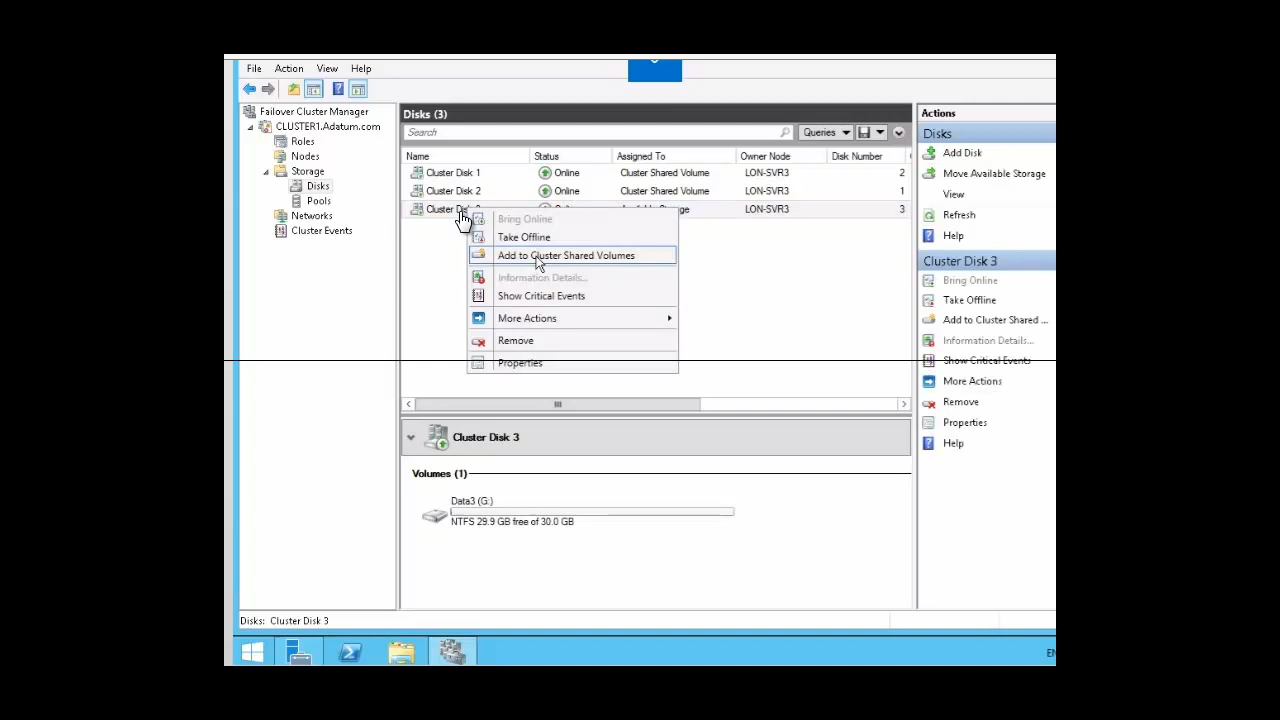 File Action View Help
Failover Cluster Manager
CLUSTER1.Adatum.com
Roles
Nodes
Storage
Disks
Pools
Networks
Cluster Events
Disks (3)
Search
Queries
Name Status Assigned To Owner Node Disk Number
Cluster Disk 1 Online Cluster Shared Volume LON-SVR3 2
Cluster Disk 2 Online Cluster Shared Volume LON-SVR3 1
Cluster LON-SVR3 3
Bring Online
Take Offline
Add to Cluster Shared Volumes
Information Details...
Show Critical Events
More Actions
Remove
Properties
Cluster Disk 3
Volumes (1)
Data3 (G:)
NTFS 29.9 GB free of 30.0 GB
Actions
Disks
Add Disk
Move Available Storage
View
Refresh
Help
Cluster Disk 3
Bring Online
Take Offline
Add to Cluster Shared ...
Information Details...
Show Critical Events
More Actions
Remove
Properties
Help
Disks: Cluster Disk 3